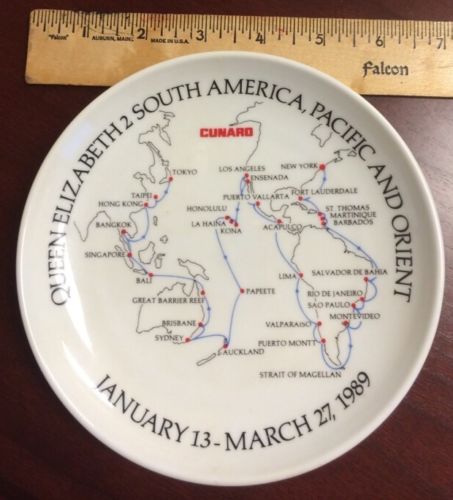 1 2 3 4 5 6 7
"Falcon" AUBURN, MAINE MADE IN U.S.A.
Falcon
QUEEN ELIZABETH 2 SOUTH AMERICA, PACIFIC AND ORIENT
CUNARD
TOKYO
TAIPEI
HONG KONG
BANGKOK
SINGAPORE
BALI
GREAT BARRIER REEF
BRISBANE
SYDNEY
AUCKLAND
PAPEETE
HONOLULU
LA HAINA
KONA
LOS ANGELES
ENSENADA
PUERTO VALLARTA
ACAPULCO
NEW YORK
FORT LAUDERDALE
ST. THOMAS
MARTINIQUE
BARBADOS
LIMA
SALVADOR DE BAHIA
RIO DE JANEIRO
SAO PAULO
MONTEVIDEO
VALPARAISO
PUERTO MONTT
STRAIT OF MAGELLAN
JANUARY 13 - MARCH 27, 1989